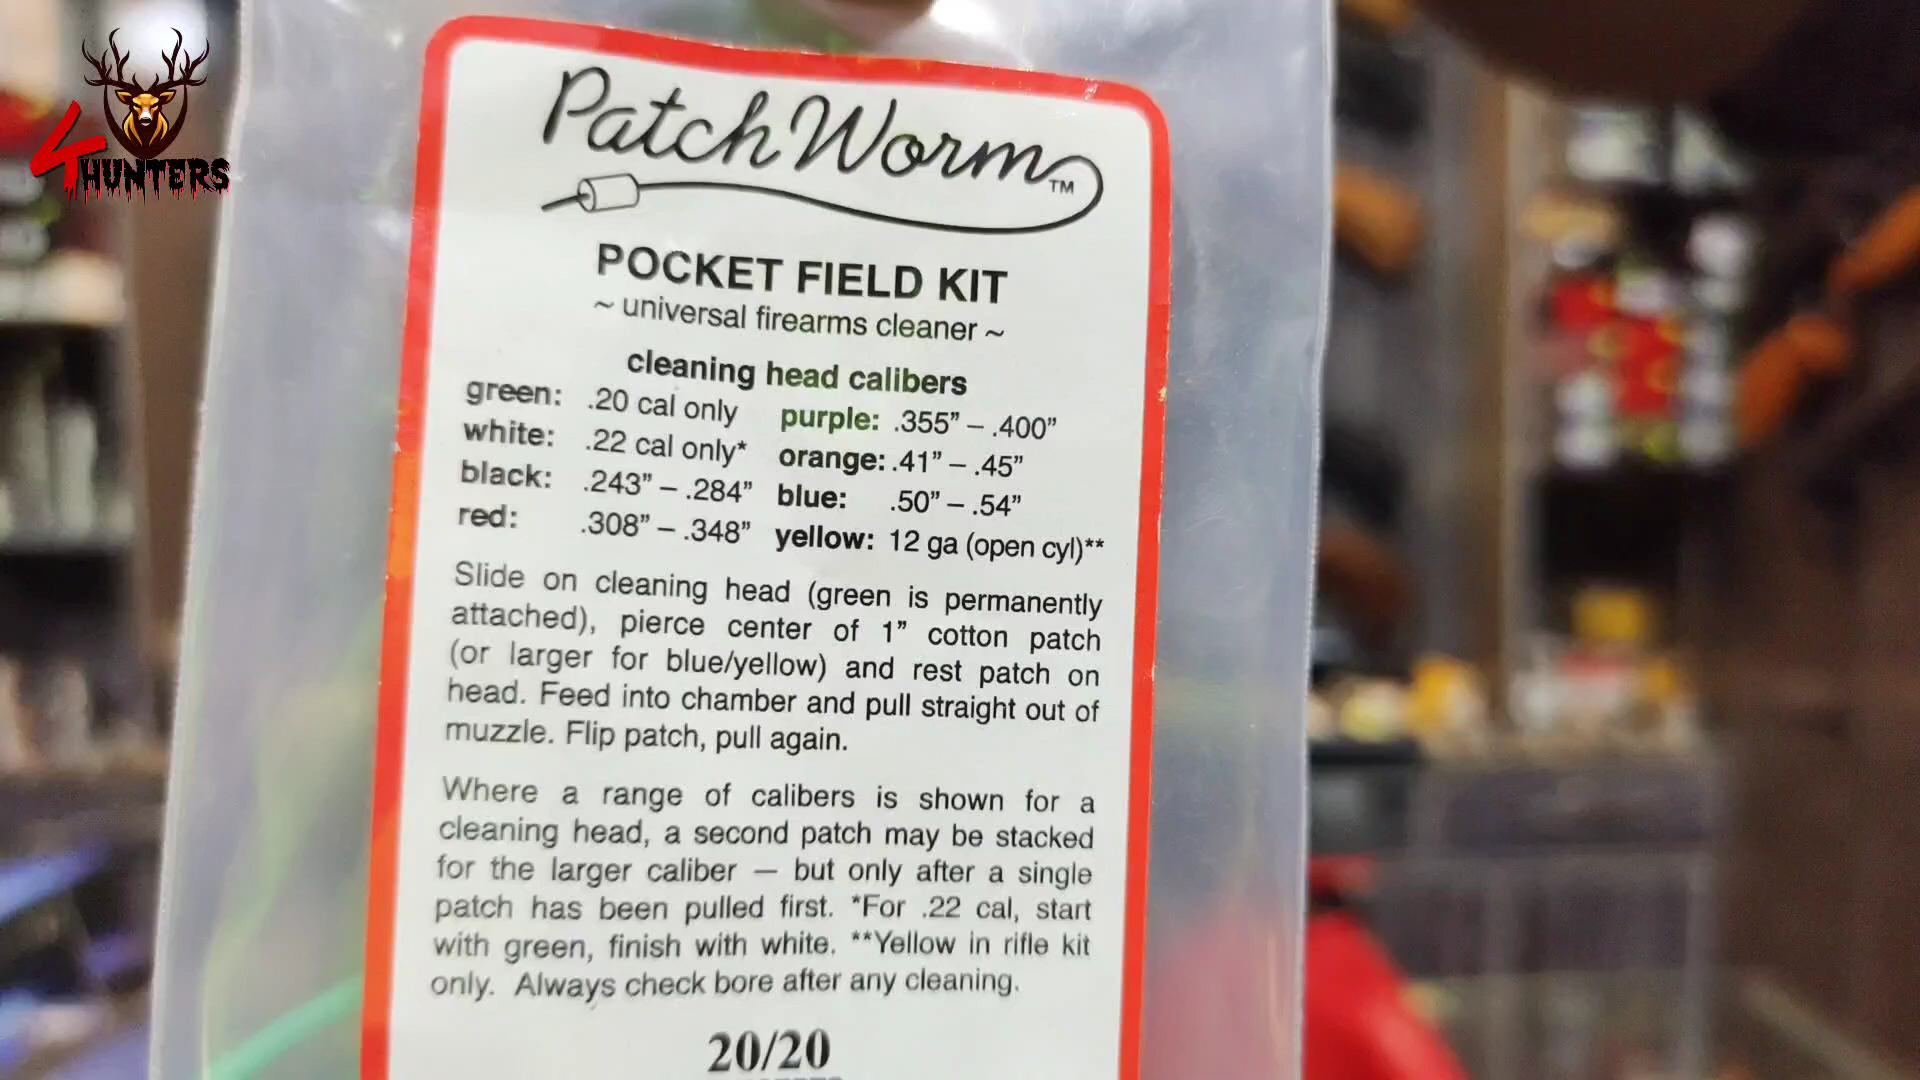 4HUNTERS
Patch Worm™
POCKET FIELD KIT
~ universal firearms cleaner ~
cleaning head calibers
green: .20 cal only purple: .355” – .400”
white: .22 cal only* orange: .41” – .45”
black: .243” – .284” blue: .50” – .54”
red: .308” – .348” yellow: 12 ga (open cyl)**
Slide on cleaning head (green is permanently
attached), pierce center of 1” cotton patch
(or larger for blue/yellow) and rest patch on
head. Feed into chamber and pull straight out of
muzzle. Flip patch, pull again.
Where a range of calibers is shown for a
cleaning head, a second patch may be stacked
for the larger caliber — but only after a single
patch has been pulled first. *For .22 cal, start
with green, finish with white. **Yellow in rifle kit
only. Always check bore after any cleaning.
20/20